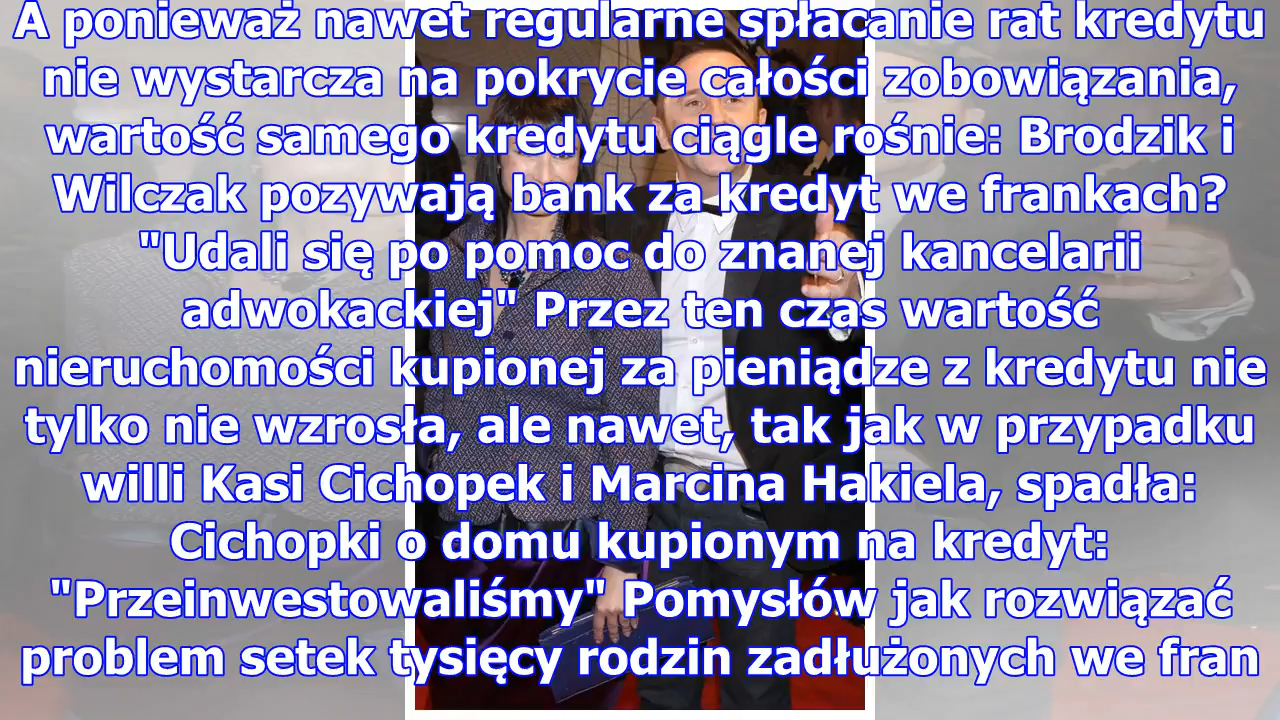 A ponieważ nawet regularne spłacanie rat kredytu
nie wystarcza na pokrycie całości zobowiązania,
wartość samego kredytu ciągle rośnie: Brodzik i
Wilczak pozywają bank za kredyt we frankach?
"Udali się po pomoc do znanej kancelarii
adwokackiej" Przez ten czas wartość
nieruchomości kupionej za pieniądze z kredytu nie
tylko nie wzrosła, ale nawet, tak jak w przypadku
willi Kasi Cichopek i Marcina Hakiela, spadła:
Cichopki o domu kupionym na kredyt:
"Przeinwestowaliśmy" Pomysłów jak rozwiązać
problem setek tysięcy rodzin zadłużonych we fran